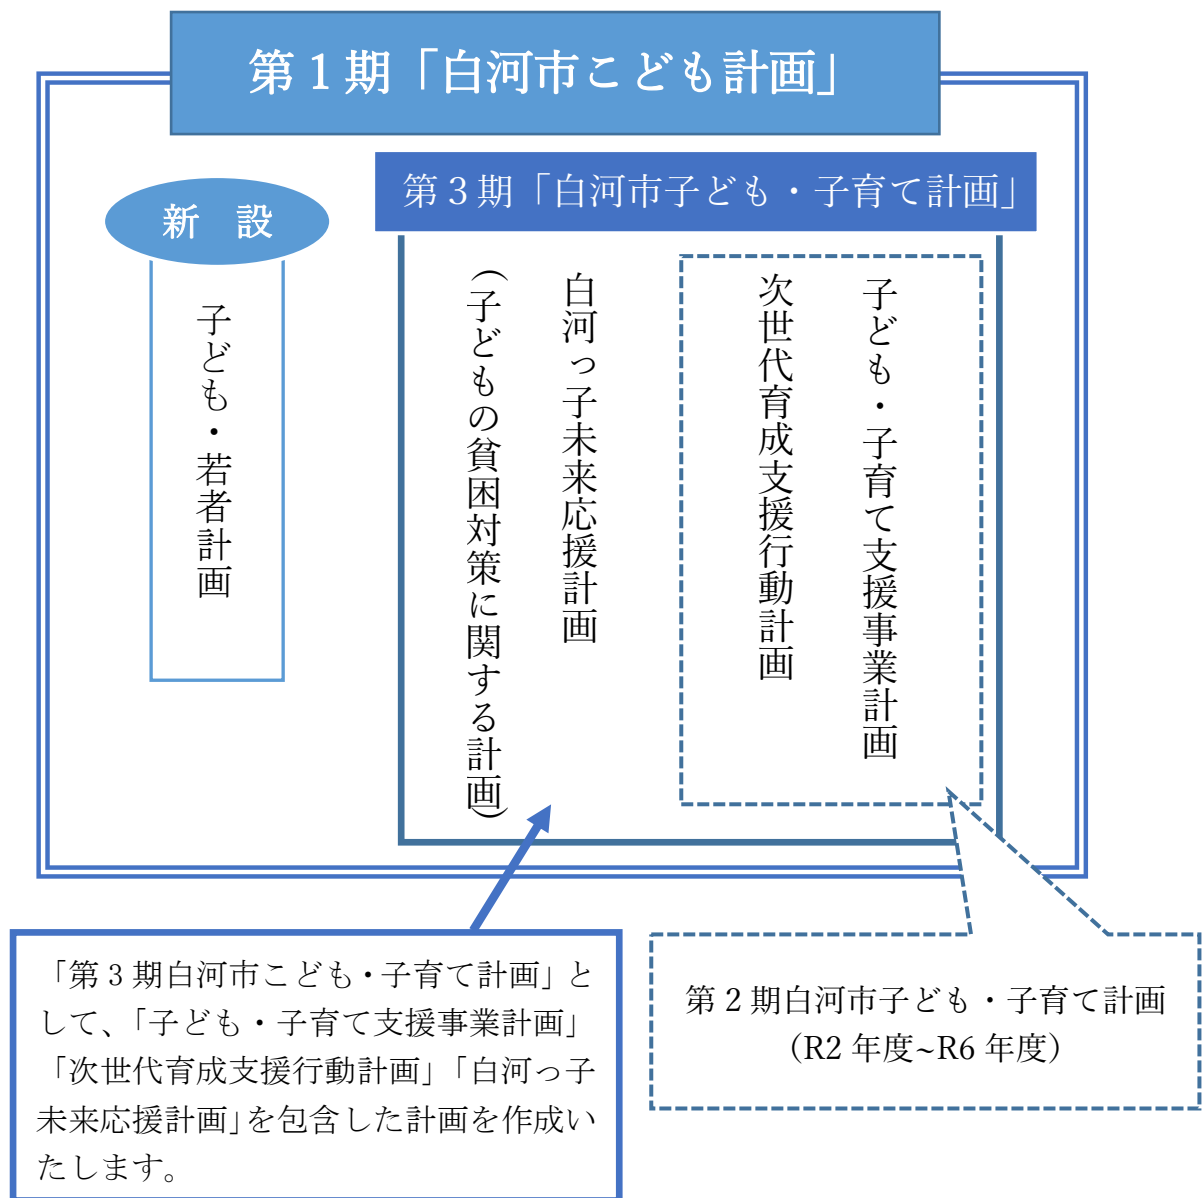 第1期「白河市こども計画」
第3期「白河市子ども・子育て計画」
新　設
子ども・子育て支援事業計画
次世代育成支援行動計画
白河っ子未来応援計画
(子どもの貧困対策に関する計画)
子ども・若者計画
「第3期白河市こども・子育て計画」と
して、「子ども・子育て支援事業計画」
「次世代育成支援行動計画」「白河っ子
未来応援計画」を包含した計画を作成い
たします。
第2期白河市子ども・子育て計画
（R2年度~R6年度）